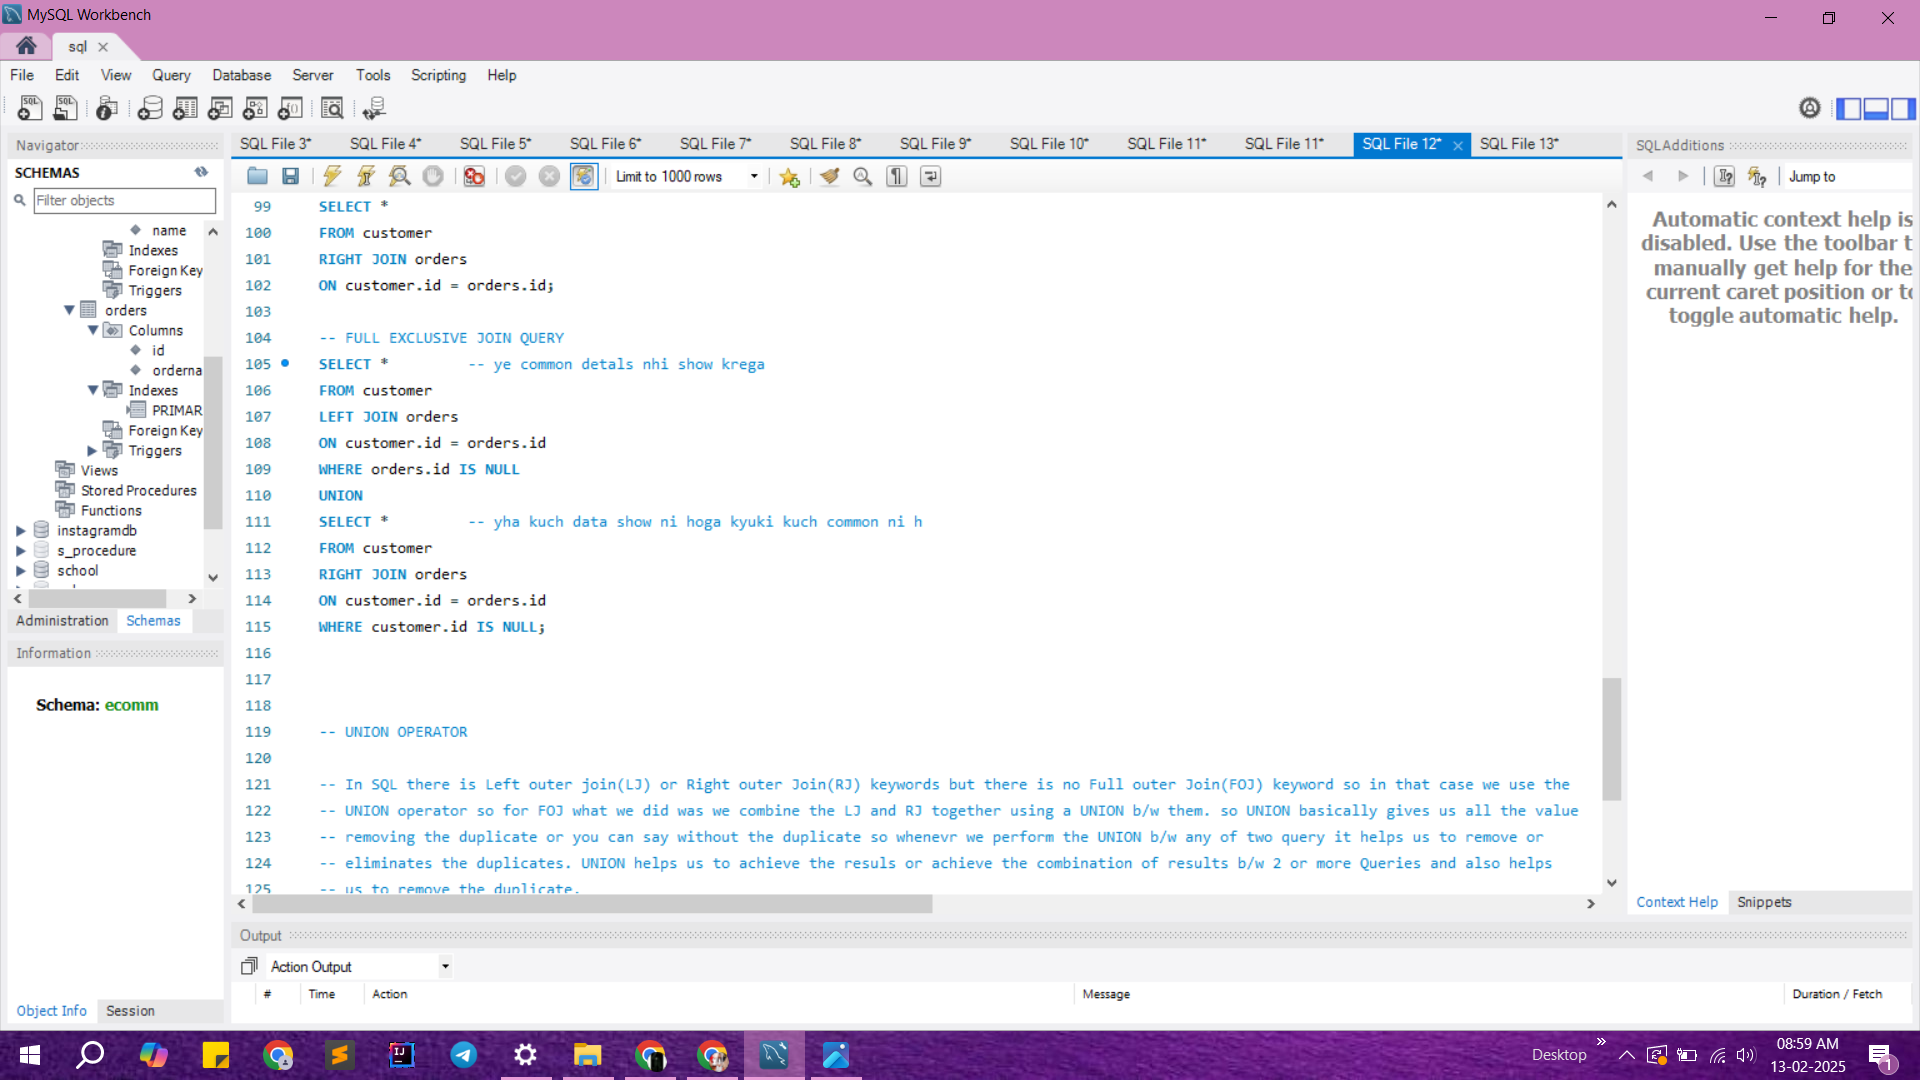 MySQL Workbench
sql
File Edit View Query Database Server Tools Scripting Help
Navigator
SCHEMAS
Filter objects
name
Indexes
Foreign Key
Triggers
orders
Columns
id
orderna
Indexes
PRIMAR
Foreign Key
Triggers
Views
Stored Procedures
Functions
instagramdb
s_procedure
school
Administration Schemas
Information
Schema: ecomm
Object Info Session
SQL File 3* SQL File 4* SQL File 5* SQL File 6* SQL File 7* SQL File 8* SQL File 9* SQL File 10* SQL File 11* SQL File 11* SQL File 12* SQL File 13*
Limit to 1000 rows
99 SELECT *
100 FROM customer
101 RIGHT JOIN orders
102 ON customer.id = orders.id;
103
104 -- FULL EXCLUSIVE JOIN QUERY
105 SELECT * -- ye common detals nhi show krega
106 FROM customer
107 LEFT JOIN orders
108 ON customer.id = orders.id
109 WHERE orders.id IS NULL
110 UNION
111 SELECT * -- yha kuch data show ni hoga kyuki kuch common ni h
112 FROM customer
113 RIGHT JOIN orders
114 ON customer.id = orders.id
115 WHERE customer.id IS NULL;
116
117
118
119 -- UNION OPERATOR
120
121 -- In SQL there is Left outer join(LJ) or Right outer Join(RJ) keywords but there is no Full outer Join(FOJ) keyword so in that case we use the
122 -- UNION operator so for FOJ what we did was we combine the LJ and RJ together using a UNION b/w them. so UNION basically gives us all the value
123 -- removing the duplicate or you can say without the duplicate so whenevr we perform the UNION b/w any of two query it helps us to remove or
124 -- eliminates the duplicates. UNION helps us to achieve the resuls or achieve the combination of results b/w 2 or more Queries and also helps
125 -- us to remove the duplicate.
SQLAdditions
Jump to
Automatic context help is
disabled. Use the toolbar t
manually get help for the
current caret position or to
toggle automatic help.
Context Help Snippets
Output
Action Output
# Time Action Message Duration / Fetch
Desktop
08:59 AM
13-02-2025
1